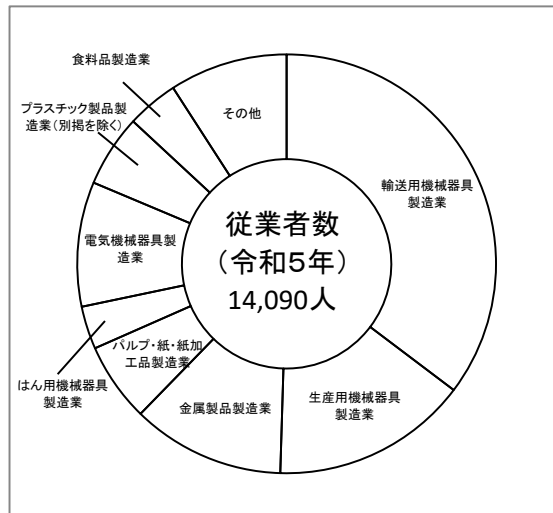 食料品製造業
プラスチック製品製
造業（別掲を除く）
その他
輸送用機械器具
製造業
電気機械器具製
造業
従業者数
（令和5年）
14,090人
はん用機械器具
製造業
パルプ・紙・紙加
工品製造業
金属製品製造業
生産用機械器具
製造業